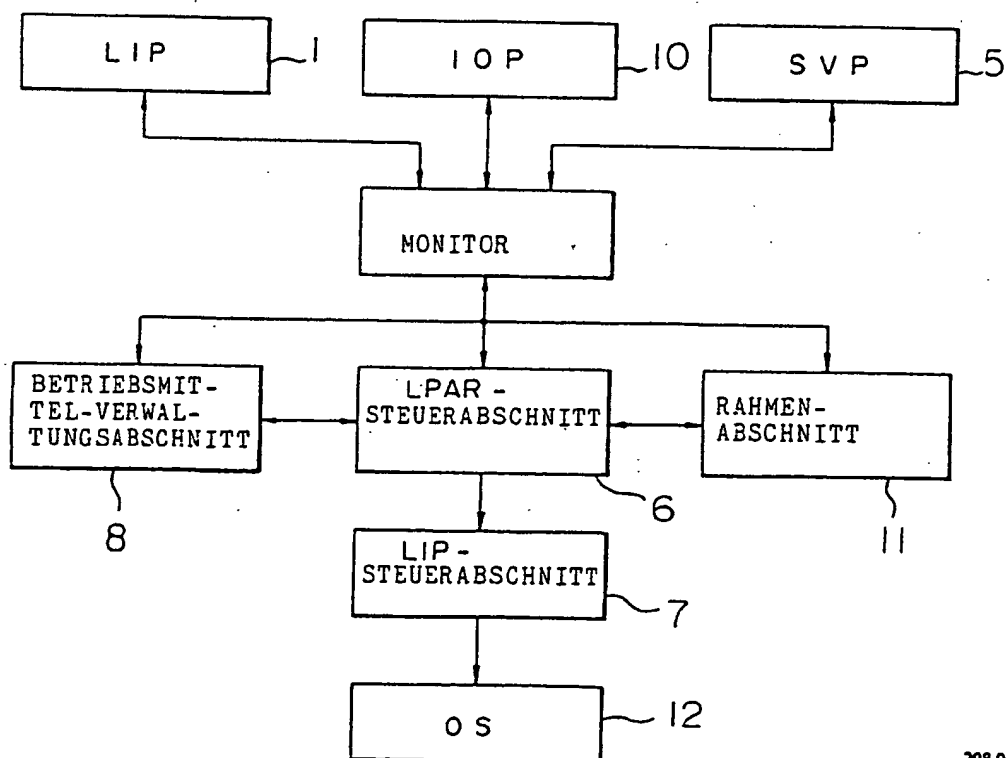 LIP
1
IOP
10
SVP
5
MONITOR
BETRIEBSMIT-
TEL-VERWAL-
TUNGSABSCHNITT
8
LPAR-
STEUERABSCHNITT
6
RAHMEN-
ABSCHNITT
11
LIP-
STEUERABSCHNITT
7
OS
12